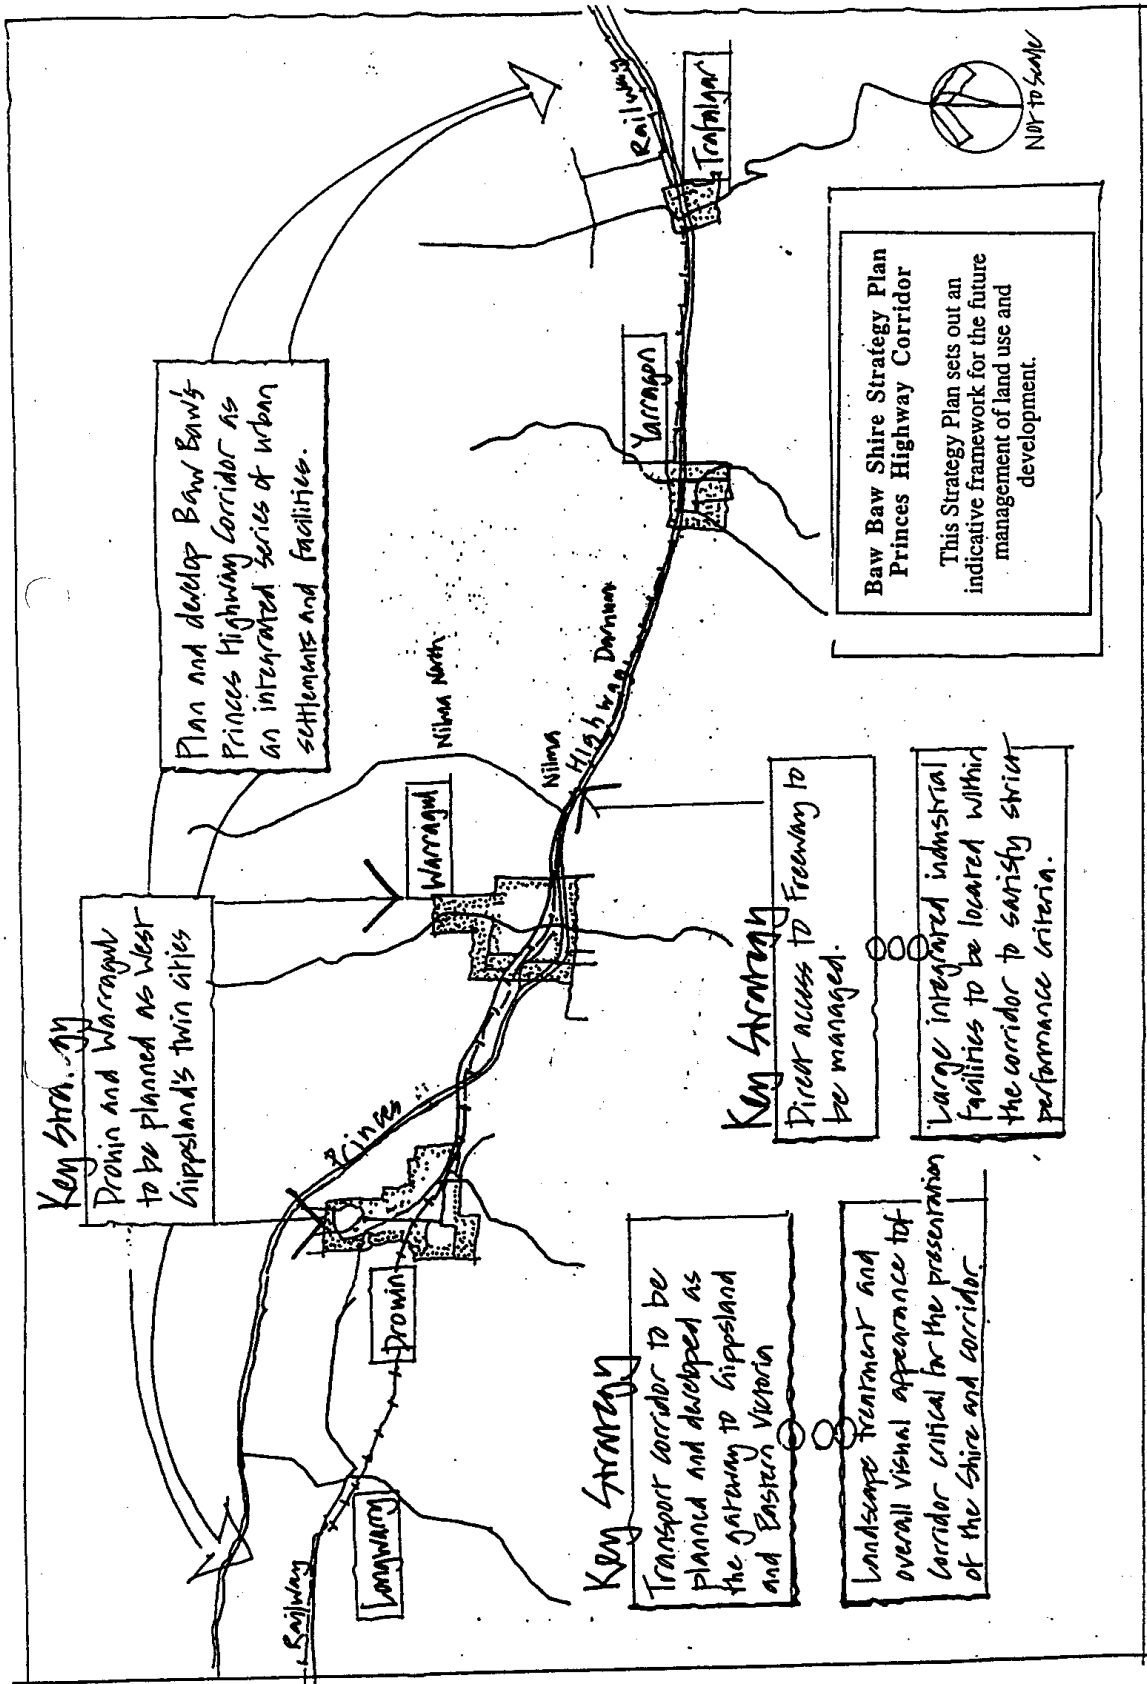 Key Stra..gy
Drouin and Warragul
to be planned as West
Gippsland's twin cities
Plan and develop Baw Baw's
Princes Highway Corridor as
an integrated series of urban
settlements and facilities.
Railway
Longwarry
Drouin
Princes
Warragul
Nilma North
Nilma
Highway
Darnum
Yarragon
Railway
Trafalgar
Key Strategy
Transport corridor to be
planned and developed as
the gateway to Gippsland
and Eastern Victoria
Landscape treatment and
overall visual appearance of
corridor critical for the presentation
of the Shire and corridor.
Key Strategy
Direct access to Freeway to
be managed.
Large integrated industrial
facilities to be located within
the corridor to satisfy strict
performance criteria.
Baw Baw Shire Strategy Plan
Princes Highway Corridor
This Strategy Plan sets out an
indicative framework for the future
management of land use and
development.
Not to Scale